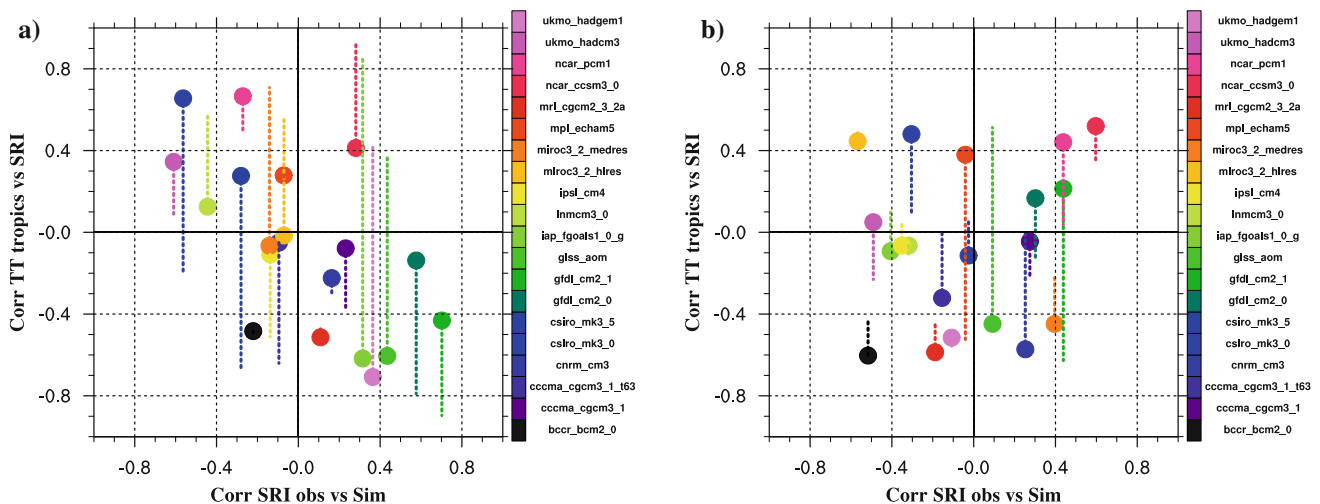 a)
Corr TT tropics vs SRI
0.8
0.4
-0.0
-0.4
-0.8
-0.8 -0.4 -0.0 0.4 0.8
Corr SRI obs vs Sim
ukmo_hadgem1
ukmo_hadcm3
ncar_pcm1
ncar_ccsm3_0
mrl_cgcm2_3_2a
mpl_echam5
miroc3_2_medres
mlroc3_2_hlres
ipsl_cm4
lnmcm3_0
iap_fgoals1_0_g
glss_aom
gfdl_cm2_1
gfdl_cm2_0
csiro_mk3_5
cslro_mk3_0
cnrm_cm3
cccma_cgcm3_1_t63
cccma_cgcm3_1
bccr_bcm2_0
b)
Corr TT tropics vs SRI
0.8
0.4
-0.0
-0.4
-0.8
-0.8 -0.4 -0.0 0.4 0.8
Corr SRI obs vs Sim
ukmo_hadgem1
ukmo_hadcm3
ncar_pcm1
ncar_ccsm3_0
mrl_cgcm2_3_2a
mpl_echam5
miroc3_2_medres
mlroc3_2_hlres
ipsl_cm4
lnmcm3_0
iap_fgoals1_0_g
glss_aom
gfdl_cm2_1
gfdl_cm2_0
csiro_mk3_5
cslro_mk3_0
cnrm_cm3
cccma_cgcm3_1_t63
cccma_cgcm3_1
bccr_bcm2_0